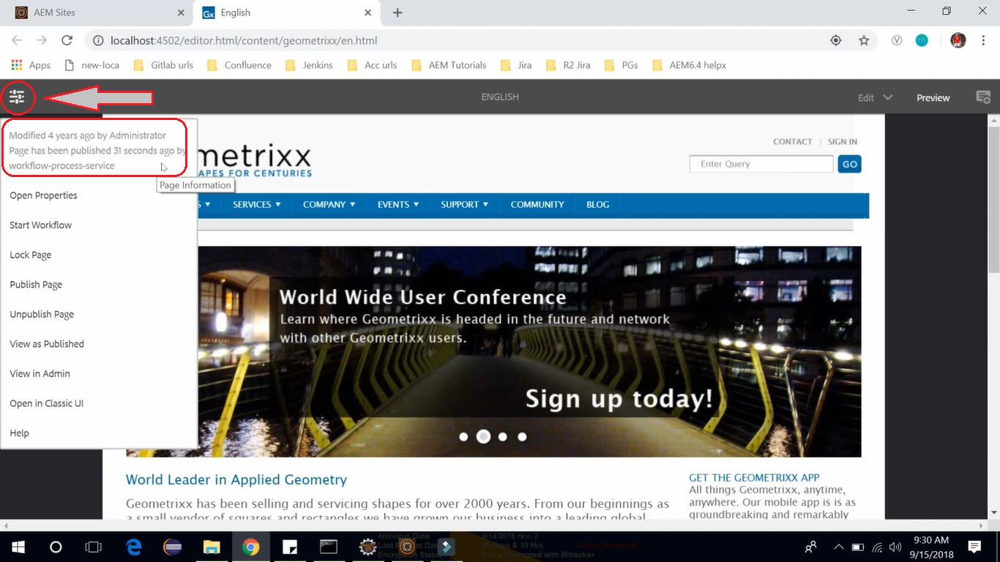 AEM Sites
Gx
English
localhost:4502/editor.html/content/geometrixx/en.html
V
m
Apps
new-loca
Gitlab urls
Confluence
Jenkins
Acc urls
AEM Tutorials
Jira
R2 Jira
PGs
AEM6.4 helpx
ENGLISH
Edit
Preview
Modified 4 years ago by Administrator
Page has been published 31 seconds ago by
workflow-process-service
Page Information
Open Properties
Start Workflow
Lock Page
Publish Page
Unpublish Page
View as Published
View in Admin
Open in Classic UI
Help
metrixx
APES FOR CENTURIES
CONTACT | SIGN IN
Enter Query
GO
S
SERVICES
COMPANY
EVENTS
SUPPORT
COMMUNITY
BLOG
World Wide User Conference
Learn where Geometrixx is headed in the future and network
with other Geometrixx users.
Sign up today!
World Leader in Applied Geometry
Geometrixx has been selling and servicing shapes for over 2000 years. From our beginnings as
a small vendor of squares and rectangles we have grown our business into a leading global
GET THE GEOMETRIXX APP
All things Geometrixx, anytime,
anywhere. Our mobile app is is as
groundbreaking and remarkably
Antivirus Date
9/14/2018 rev. 2
Days & 10 Hrs
Action Required
Encryption Status
Drive Encrypted with Bitlocker
9:30 AM
9/15/2018